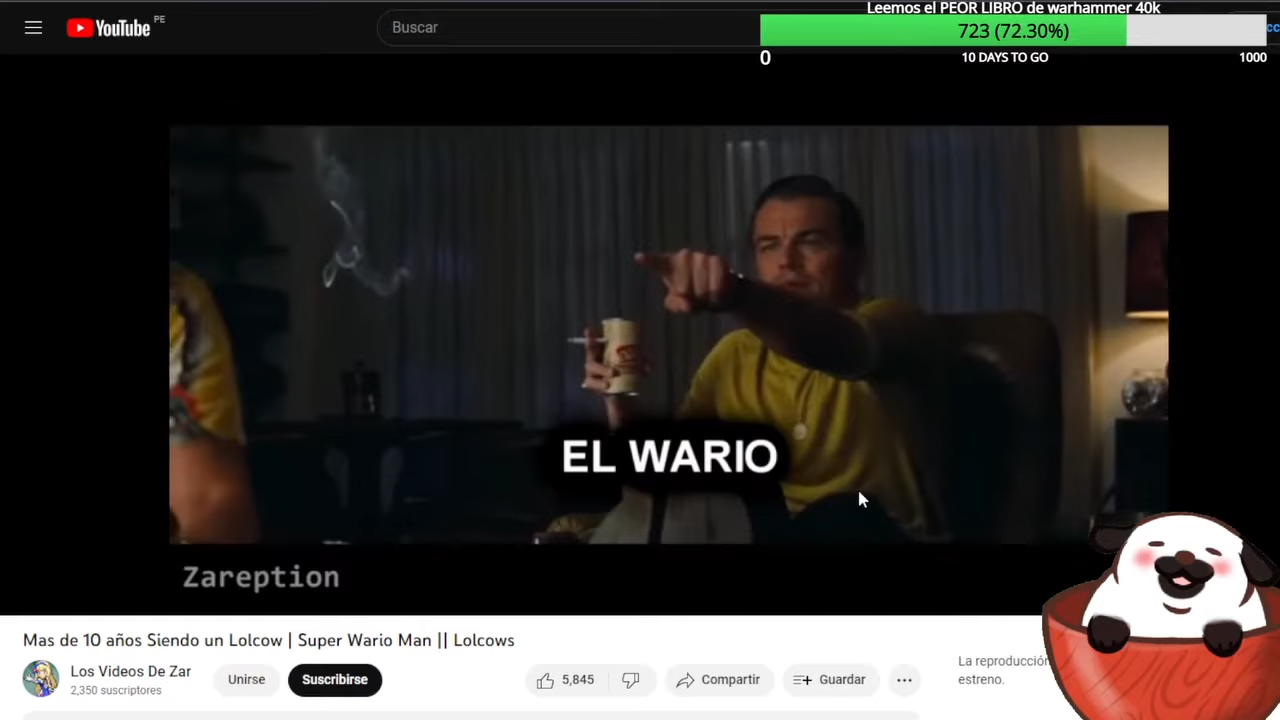 Leemos el PEOR LIBRO de warhammer 40k
YouTube PE
Buscar
723 (72.30%)
0
10 DAYS TO GO
1000
EL WARIO
Zareption
Mas de 10 años Siendo un Lolcow | Super Wario Man || Lolcows
Los Videos De Zar
2,350 suscriptores
Unirse
Suscribirse
5,845
Compartir
Guardar
La reproducción
estreno.